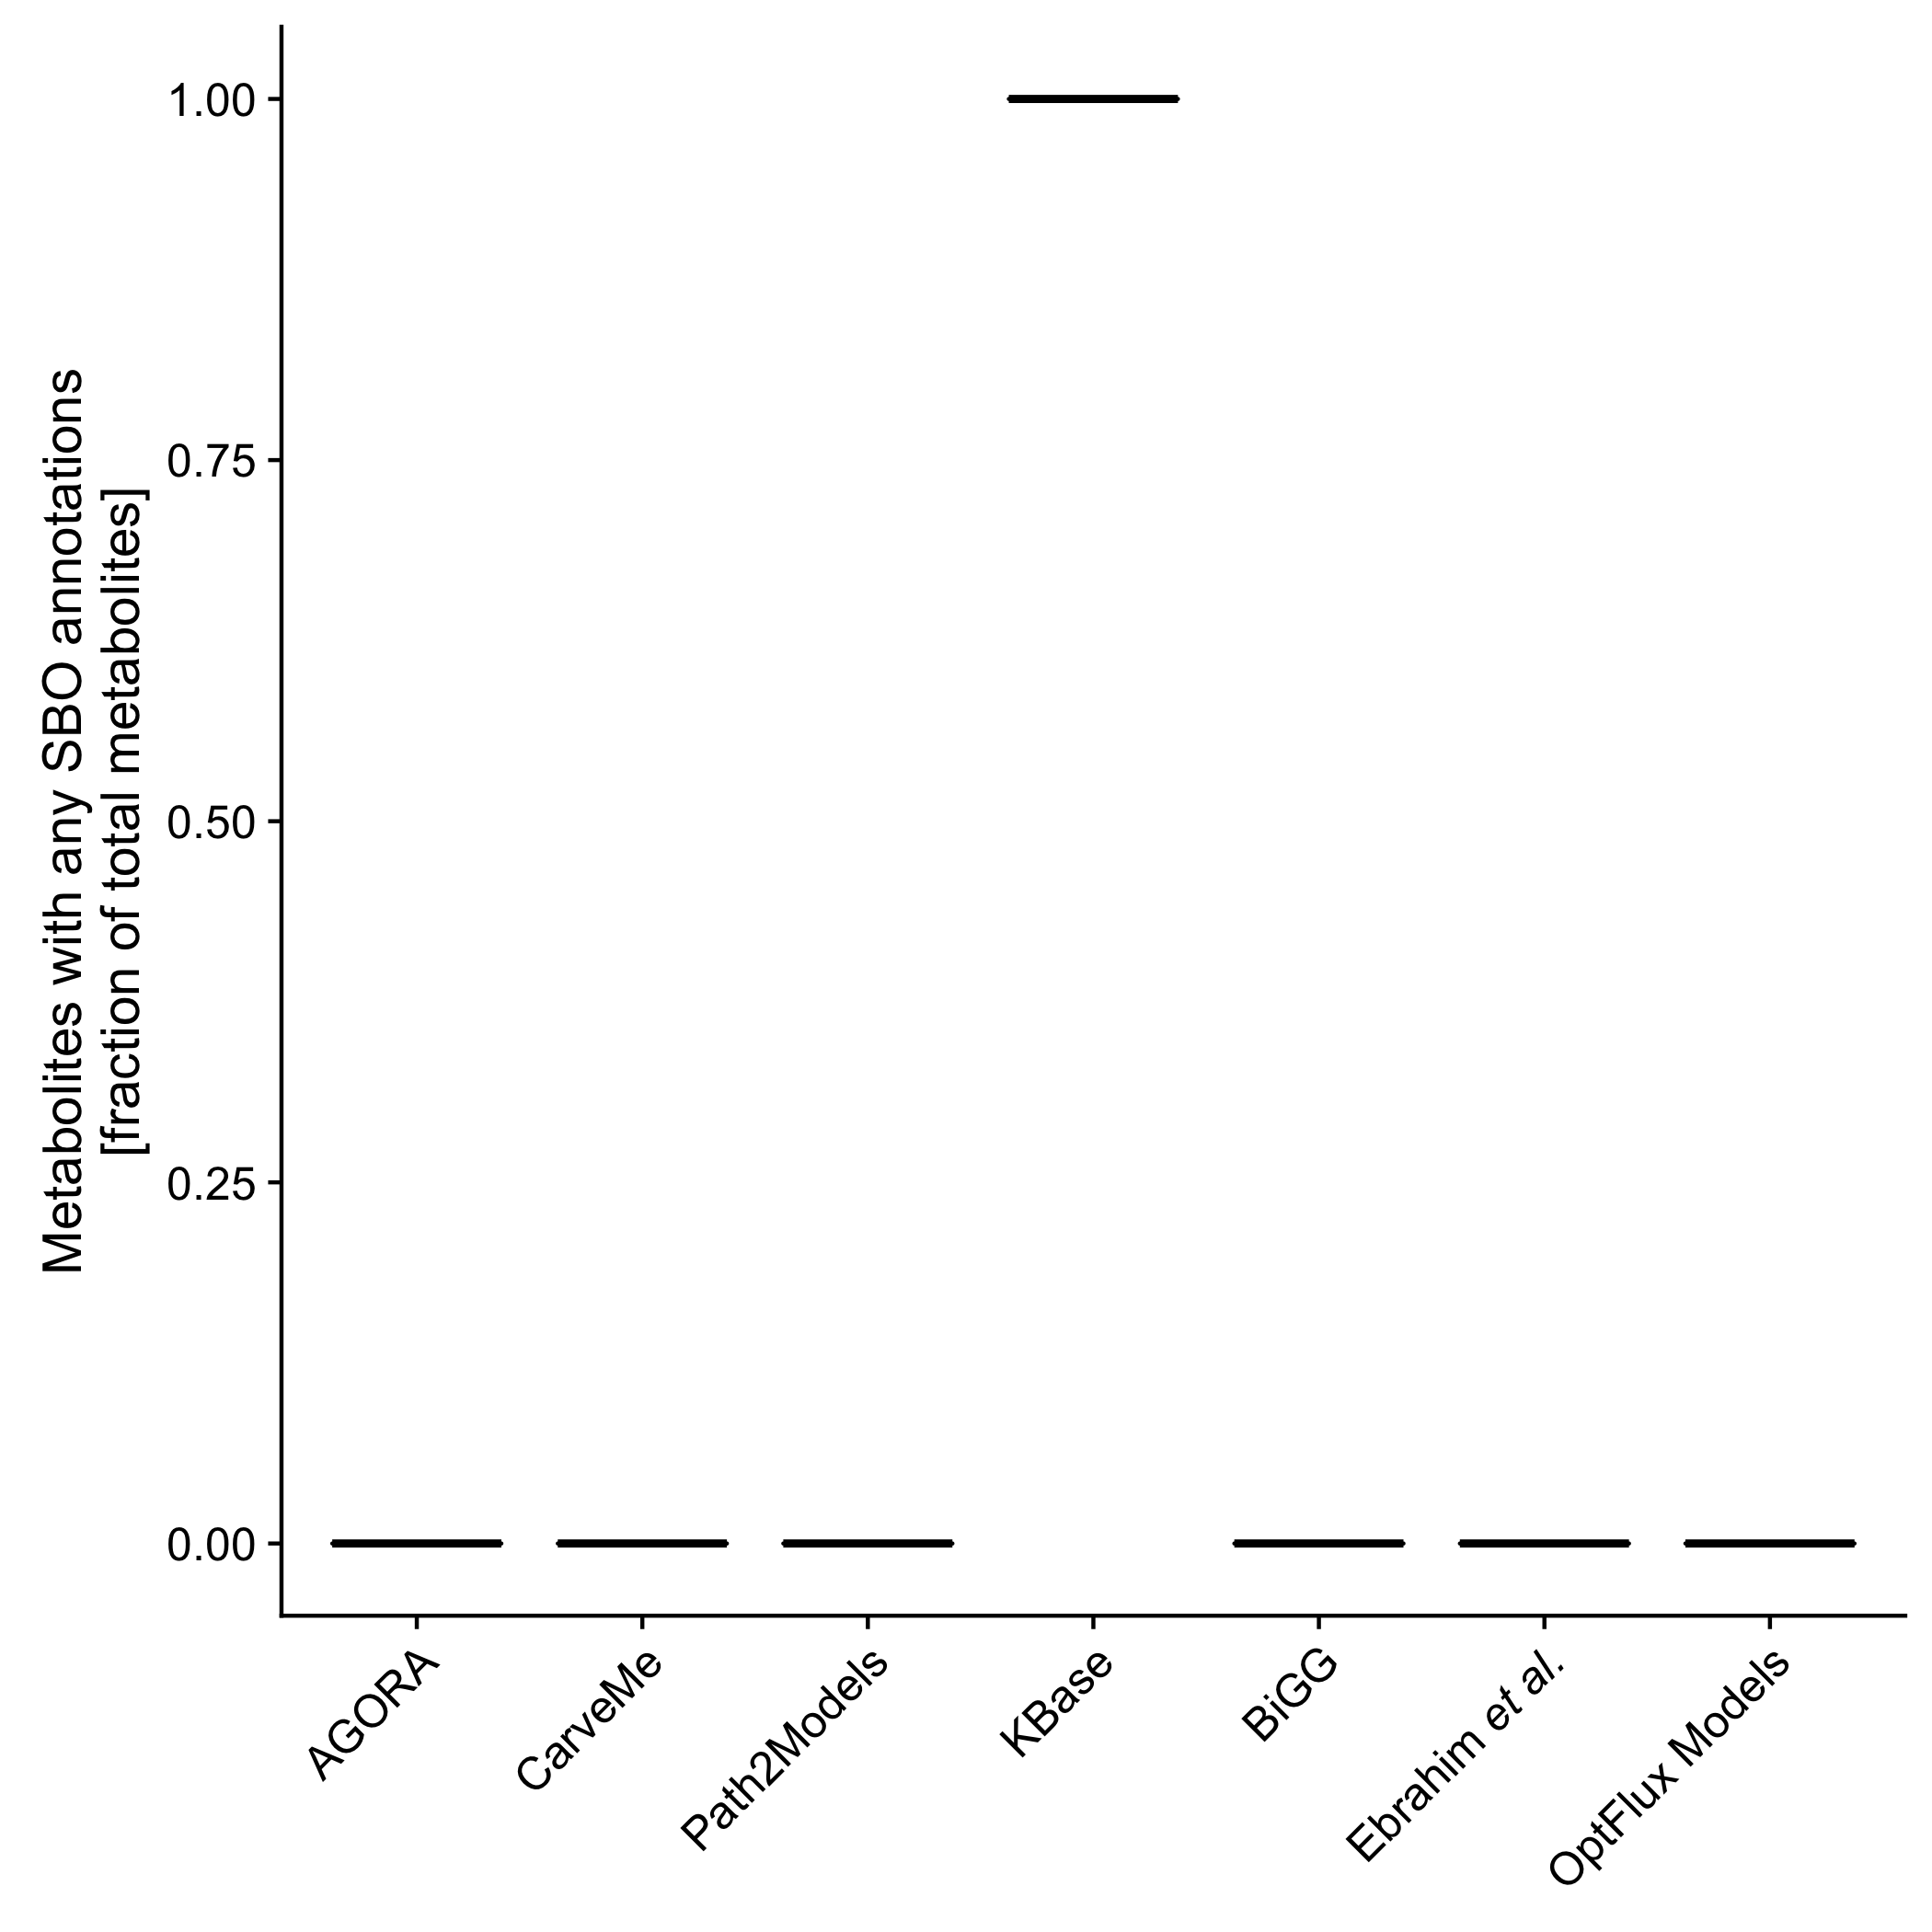 Metabolites with any SBO annotations
[fraction of total metabolites]
1.00
0.75
0.50
0.25
0.00
AGORA
CarveMe
Path2Models
KBase
BiGG
Ebrahim et al.
OptFlux Models